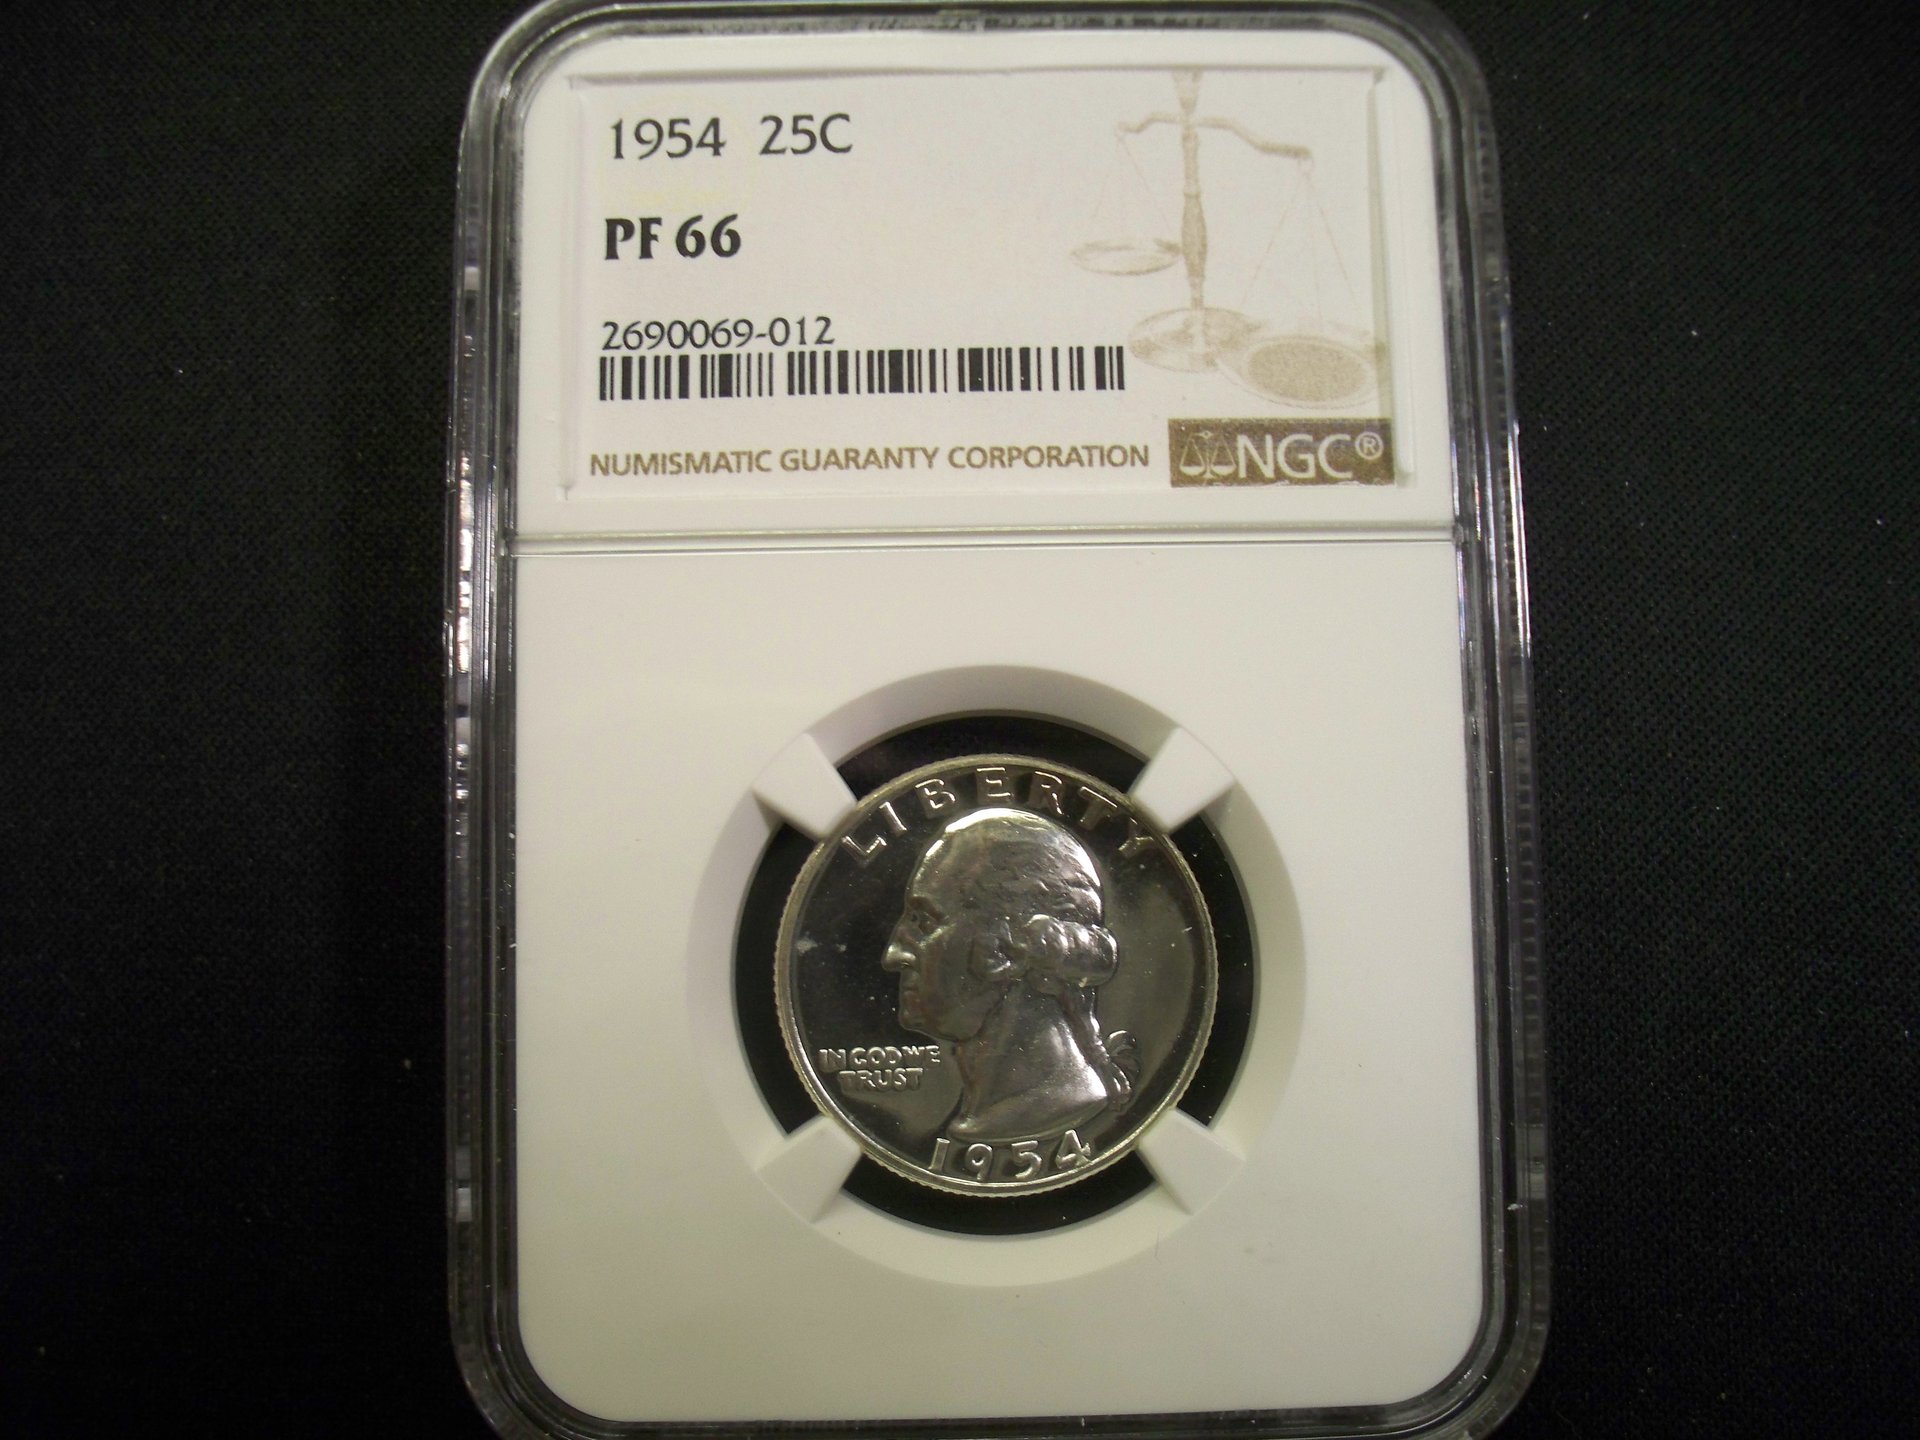 1954 25C
PF 66
2690069-012
NUMISMATIC GUARANTY CORPORATION NGC®
LIBERTY
IN GOD WE
TRUST
1954